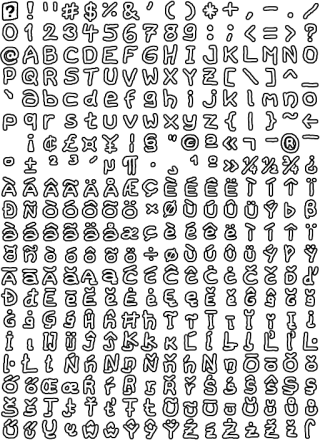 ? ! " # $ % & ' ( ) * + , - . /
0 1 2 3 4 5 6 7 8 9 : ; < = > ?
@ A B C D E F G H I J K L M N O
P Q R S T U V W X Y Z [ \ ] ^ _
` a b c d e f g h i j k l m n o
p q r s t u v w x y z { | } ~ ←
¡ ¢ £ ¤ ¥ ¦ § ¨ © ª « ¬ - ® ¯
° ± ² ³ ´ µ ¶ · ¸ ¹ º » ¼ ½ ¾ ¿
À Á Â Ã Ä Å Æ Ç È É Ê Ë Ì Í Î Ï
Ð Ñ Ò Ó Ô Õ Ö × Ø Ù Ú Û Ü Ý Þ ß
à á â ã ä å æ ç è é ê ë ì í î ï
ð ñ ò ó ô õ ö ÷ ø ù ú û ü ý þ ÿ
Ā ā Ă ă Ą ą Ć ć Ĉ ĉ Ċ ċ Č č Ď ď
Đ đ Ē ē Ĕ ĕ Ė ė Ę ę Ě ě Ĝ ĝ Ğ ğ
Ġ ġ Ģ ģ Ĥ ĥ Ħ ħ Ĩ ĩ Ī ī Ĭ ĭ Į į
İ ı Ĳ ĳ Ĵ ĵ Ķ ķ ĸ Ĺ ĺ Ļ ļ Ľ ľ Ŀ
ŀ Ł ł Ń ń Ņ ņ Ň ň ŉ Ŋ ŋ Ō ō Ŏ ŏ
Ő ő Œ œ Ŕ ŕ Ŗ ŗ Ř ř Ś ś Ŝ ŝ Ş ş
Š š Ţ ţ Ť ť Ŧ ŧ Ũ ũ Ū ū Ŭ ŭ Ů ů
Ű ű Ų ų Ŵ ŵ Ŷ ŷ Ÿ Ź ź Ż ż Ž ž ſ